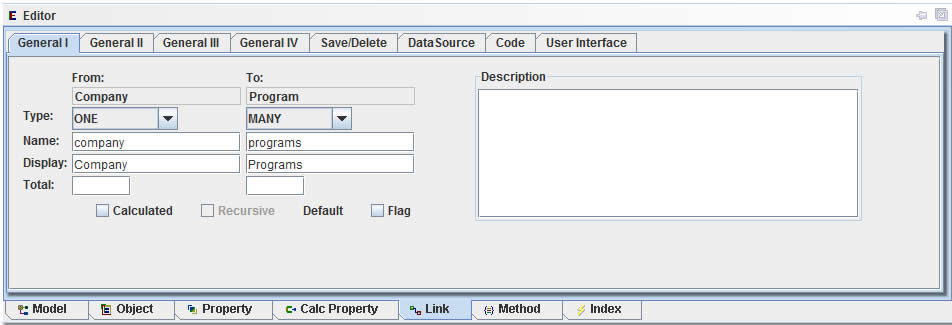 E Editor
General I General II General III General IV Save/Delete DataSource Code User Interface
From: To: Description
Company Program
Type: ONE MANY
Name: company programs
Display: Company Programs
Total:
Calculated Recursive Default Flag
Model Object Property Calc Property Link Method Index